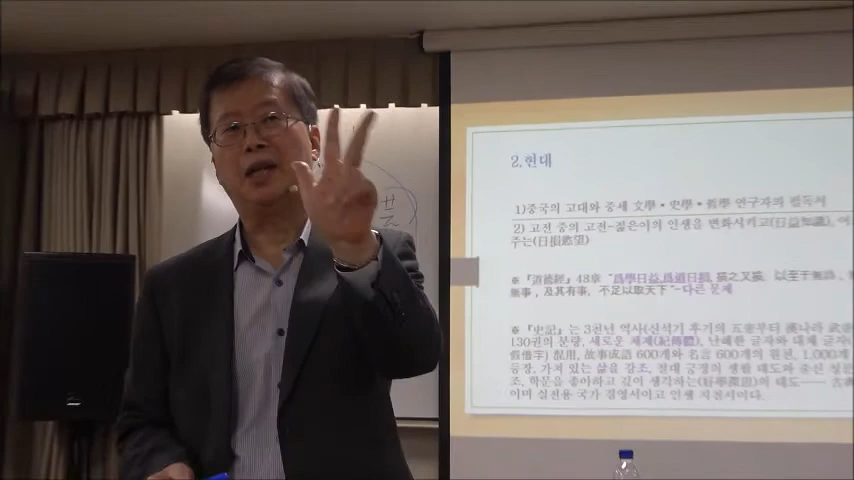 2.현대
1)중국의 고대와 중세 文學·史學·哲學 연구자의 필독서
2) 고전 중의 고전-젊은이의 인생을 변화시키고(日益知識), 어
주는(日損慾望)
※『道德經』48章 "爲學日益,爲道日損, 損之又損, 以至于無爲,
無事, 及其有事, 不足以取天下"-다른 문제
※『史記』는 3천년 역사(신석기 후기의 五帝부터 漢나라 武帝
130권의 분량, 새로운 체제(紀傳體), 난해한 글자와 대체 글자
假借字) 混用, 故事成語 600개와 名言 600개의 원천, 1,000개
등장, 가치 있는 삶을 강조, 절대 긍정의 생활 태도와
조, 학문을 좋아하고 깊이 생각하는(好學深思)의 태도──
이며 실전용 국가 경영서이고 인생 지침서이다.